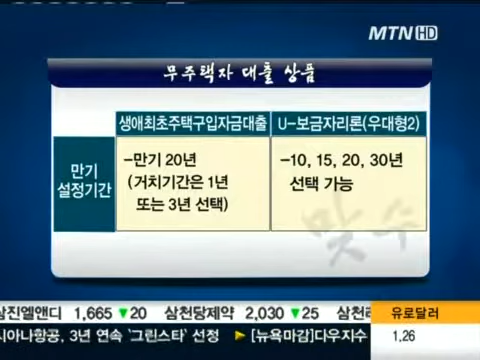 MTN HD
무주택자 대출 상품
생애최초주택구입자금대출
U-보금자리론(우대형2)
만기
설정기간
-만기 20년
(거치기간은 1년
또는 3년 선택)
-10, 15, 20, 30년
선택 가능
맞수
삼진엘앤디 1,665 ▼20 삼천당제약 2,030 ▼25 삼천리
유로달러
시아나항공, 3년 연속 '그린스타' 선정 ▶ [뉴욕마감]다우지수
1.26